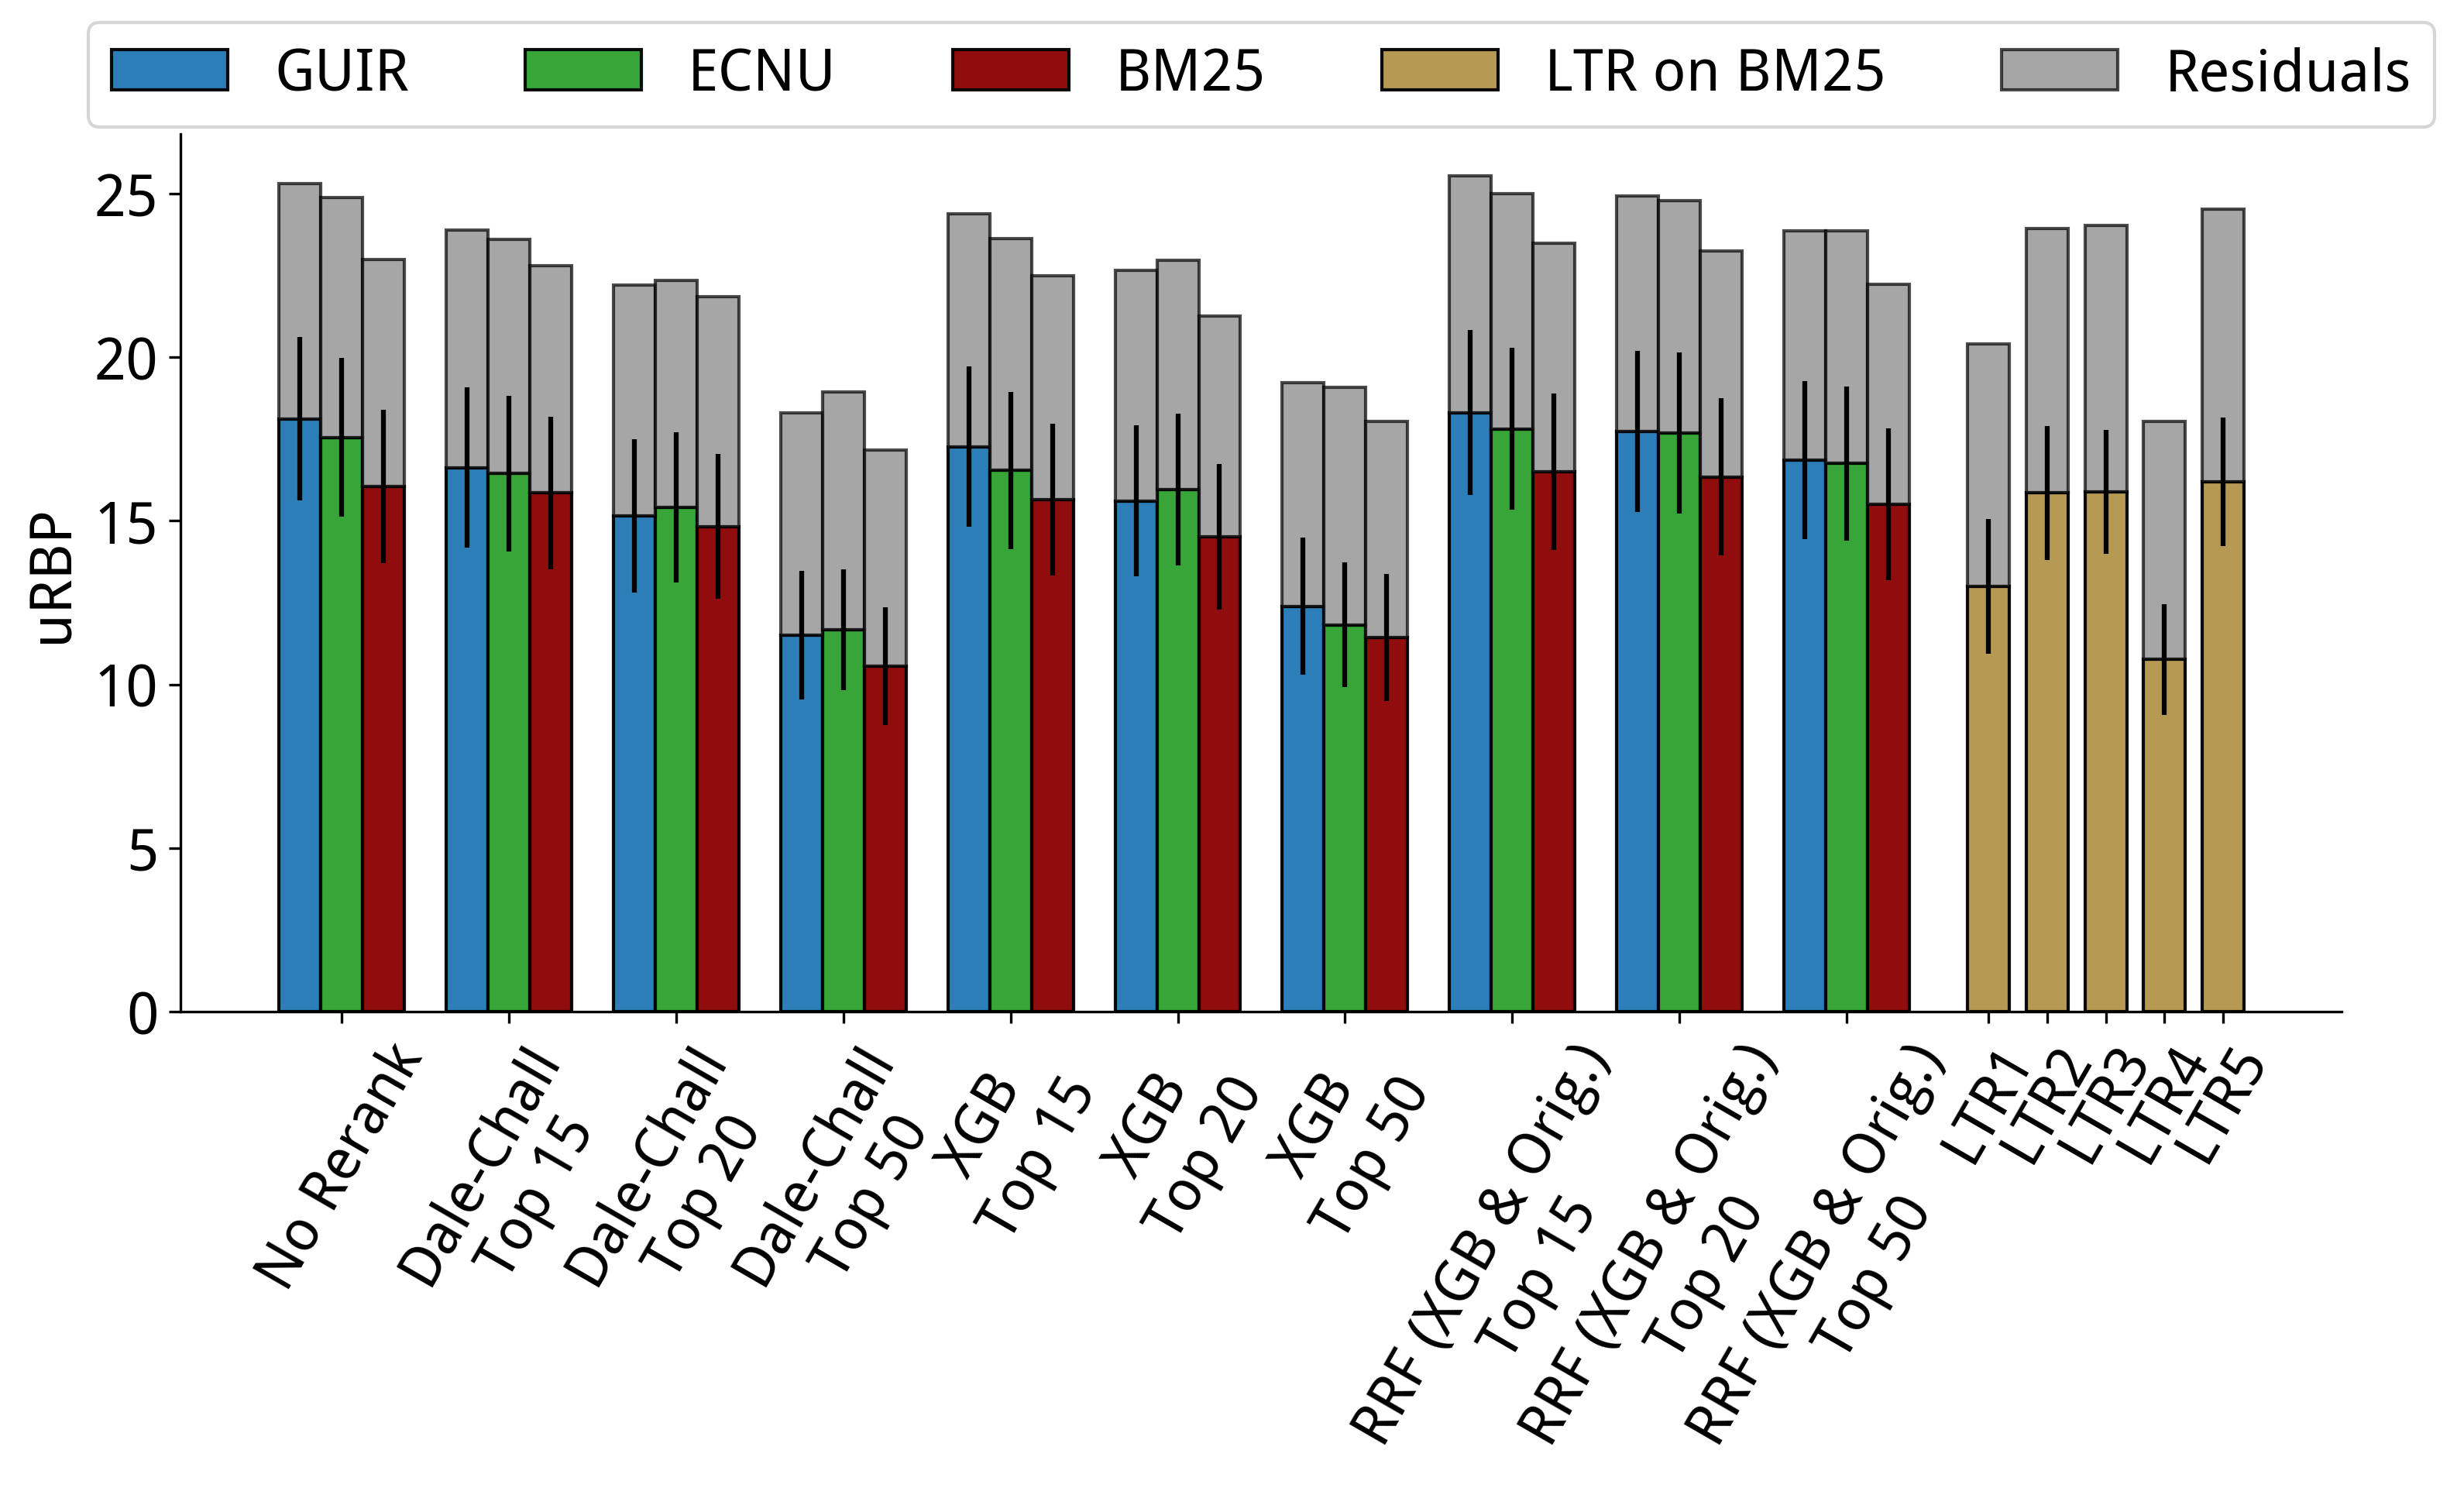 GUIR ECNU BM25 LTR on BM25 Residuals
uRBP
25
20
15
10
5
0
No Rerank
Dale-Chall
Top 15
Dale-Chall
Top 20
Dale-Chall
Top 50
XGB
Top 15
XGB
Top 20
XGB
Top 50
RRF (XGB & Orig.)
Top 15
RRF (XGB & Orig.)
Top 20
RRF (XGB & Orig.)
Top 50
LTR1
LTR2
LTR3
LTR4
LTR5